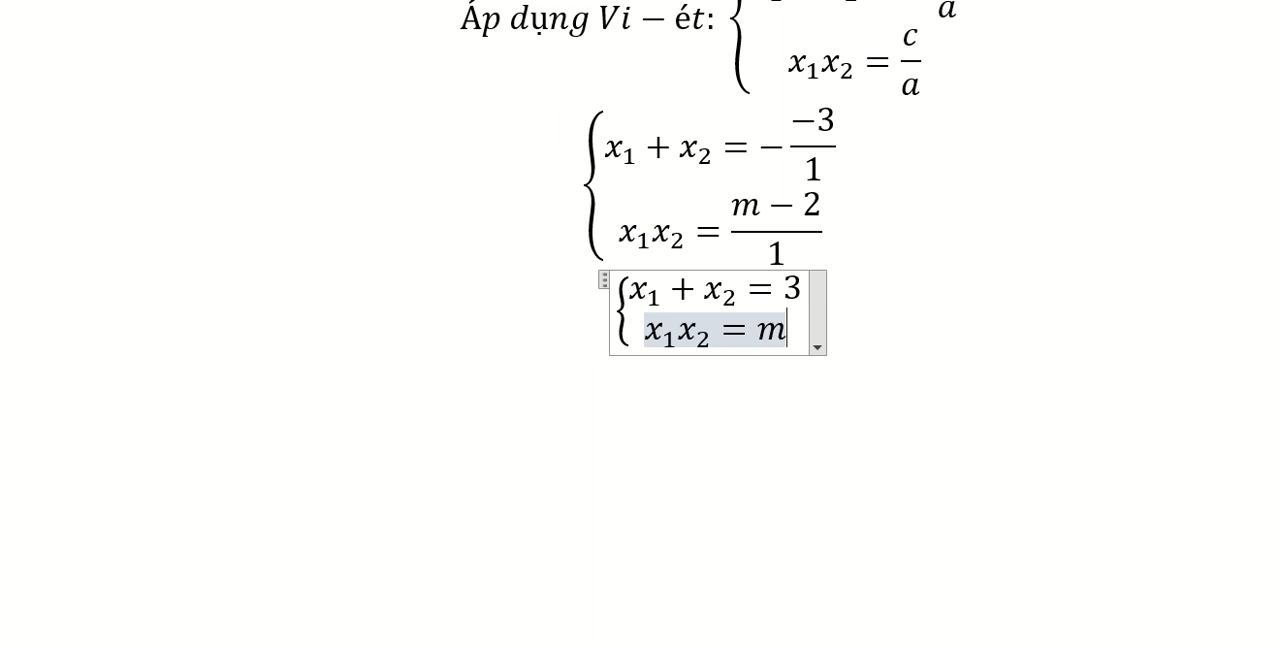 Áp dụng Vi − ét: { a
x₁x₂ = c/a
{ x₁ + x₂ = − −3/1
x₁x₂ = m − 2/1
{ x₁ + x₂ = 3
x₁x₂ = m